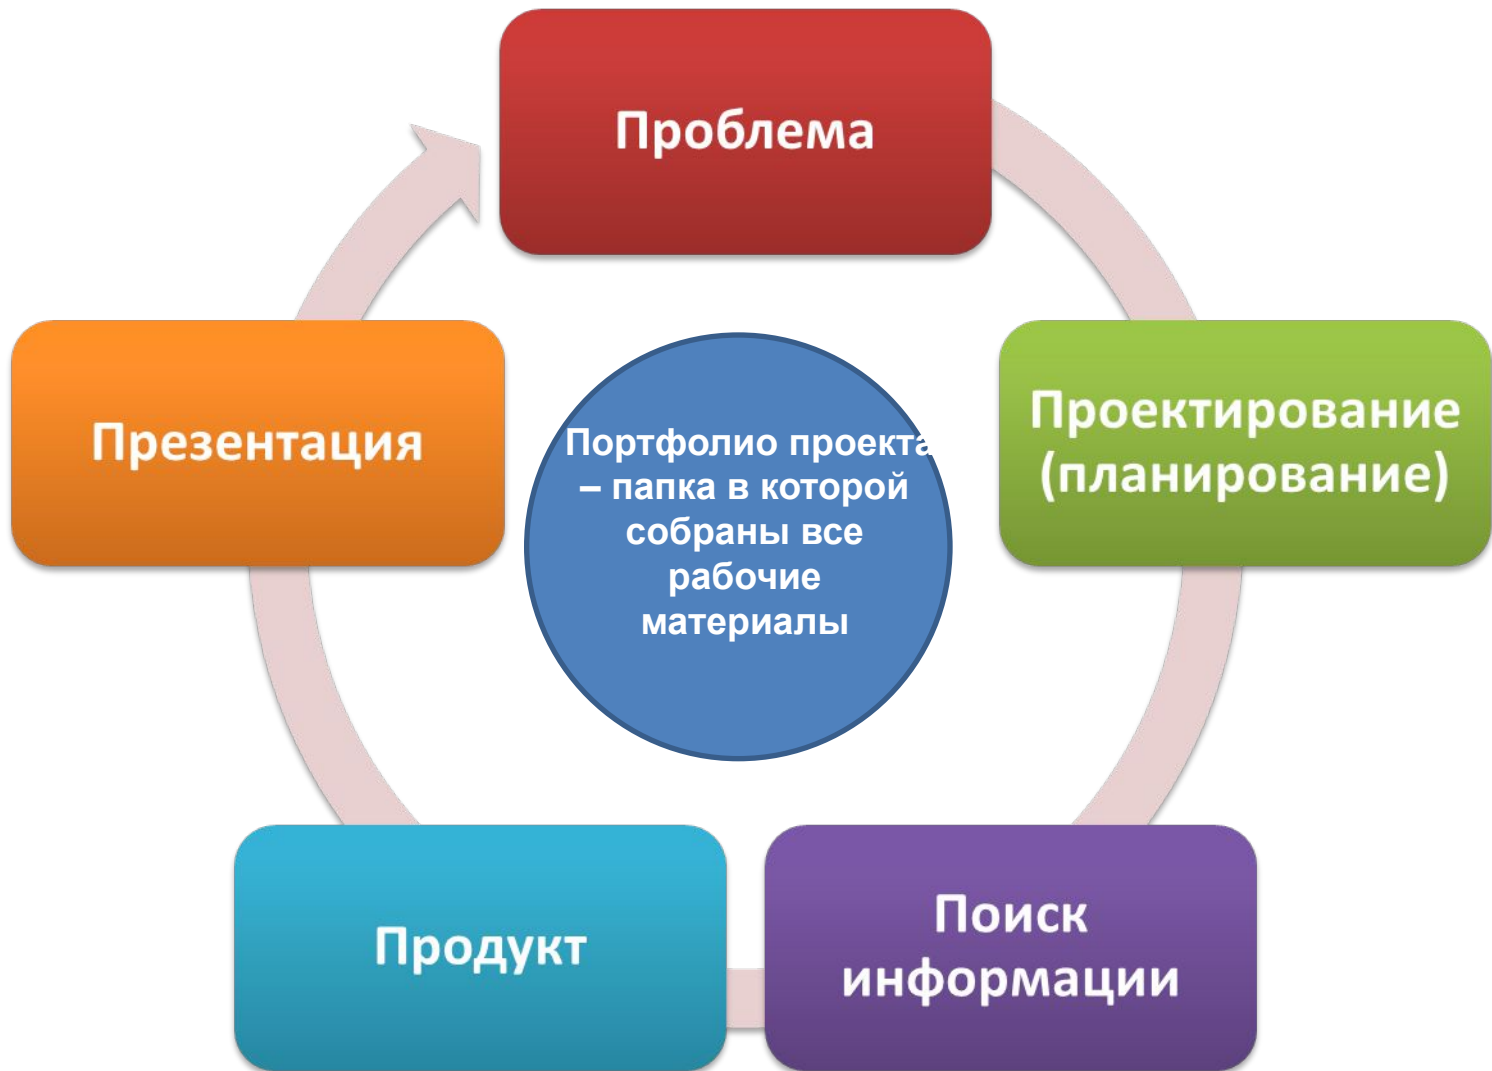 Проблема
Проектирование
(планирование)
Поиск
информации
Продукт
Презентация
Портфолио проекта
– папка в которой
собраны все
рабочие
материалы